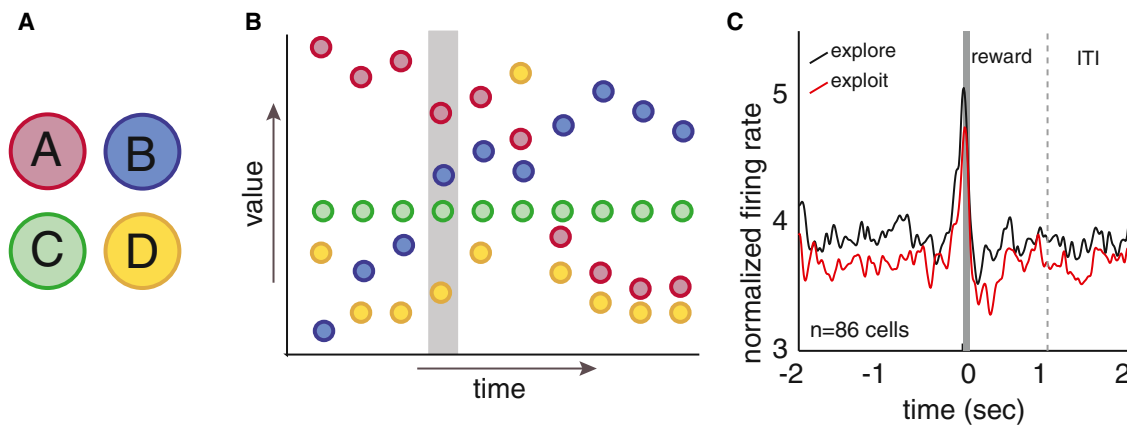 A
A B
C D
B
value
time
C
explore
exploit
reward
ITI
normalized firing rate
5
4
3
n=86 cells
-2 -1 0 1 2
time (sec)